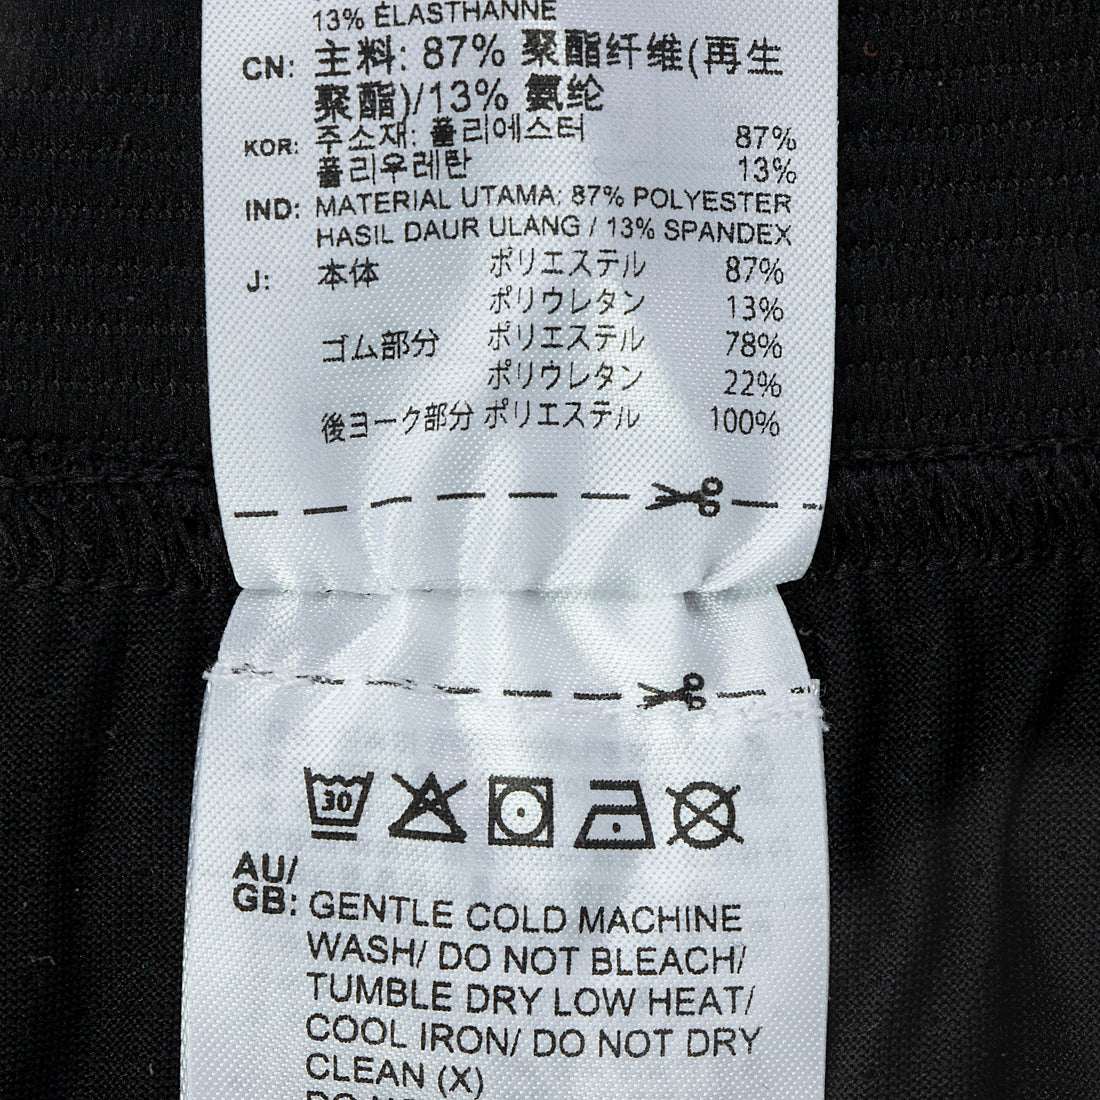 13% ÉLASTHANNE
CN: 主料: 87% 聚酯纤维(再生
聚酯)/13% 氨纶
KOR: 주소재: 폴리에스터 87%
폴리우레탄 13%
IND: MATERIAL UTAMA: 87% POLYESTER
HASIL DAUR ULANG / 13% SPANDEX
J: 本体 ポリエステル 87%
ポリウレタン 13%
ゴム部分 ポリエステル 78%
ポリウレタン 22%
後ヨーク部分 ポリエステル 100%
30
AU/
GB: GENTLE COLD MACHINE
WASH/ DO NOT BLEACH/
TUMBLE DRY LOW HEAT/
COOL IRON/ DO NOT DRY
CLEAN (X)